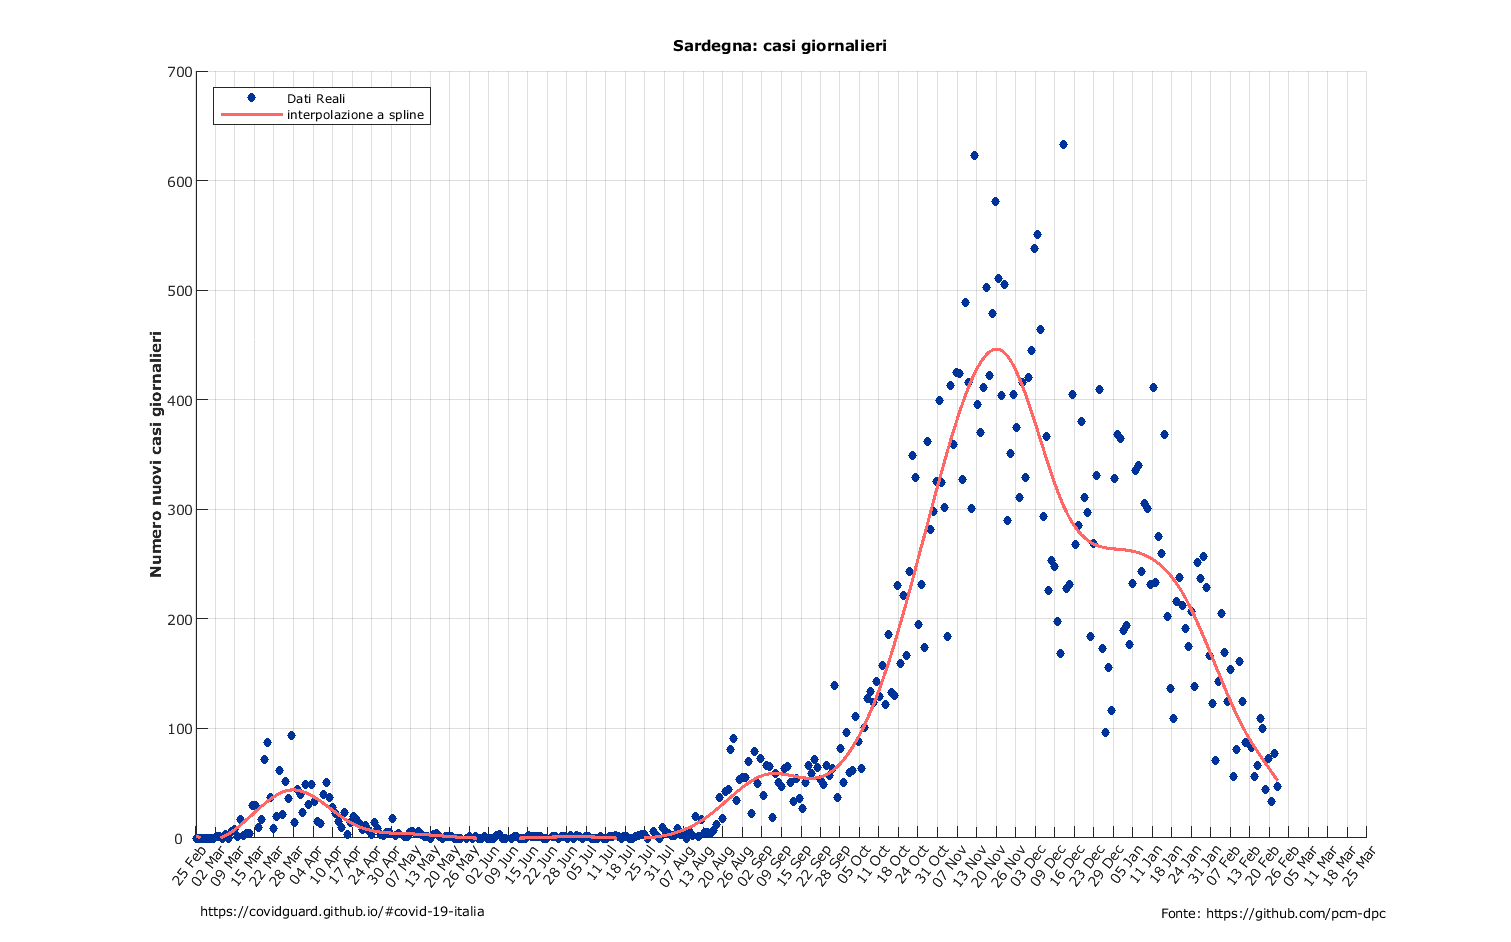 Sardegna: casi giornalieri
Dati Reali
interpolazione a spline
Numero nuovi casi giornalieri
700
600
500
400
300
200
100
0
25 Feb
02 Mar
09 Mar
15 Mar
22 Mar
28 Mar
04 Apr
10 Apr
17 Apr
24 Apr
30 Apr
07 May
13 May
20 May
26 May
02 Jun
09 Jun
15 Jun
22 Jun
28 Jun
05 Jul
11 Jul
18 Jul
25 Jul
31 Jul
07 Aug
13 Aug
20 Aug
26 Aug
02 Sep
09 Sep
15 Sep
22 Sep
28 Sep
05 Oct
11 Oct
18 Oct
24 Oct
31 Oct
07 Nov
13 Nov
20 Nov
26 Nov
03 Dec
09 Dec
16 Dec
23 Dec
29 Dec
05 Jan
11 Jan
18 Jan
24 Jan
31 Jan
07 Feb
13 Feb
20 Feb
26 Feb
05 Mar
11 Mar
18 Mar
25 Mar
https://covidguard.github.io/#covid-19-italia
Fonte: https://github.com/pcm-dpc